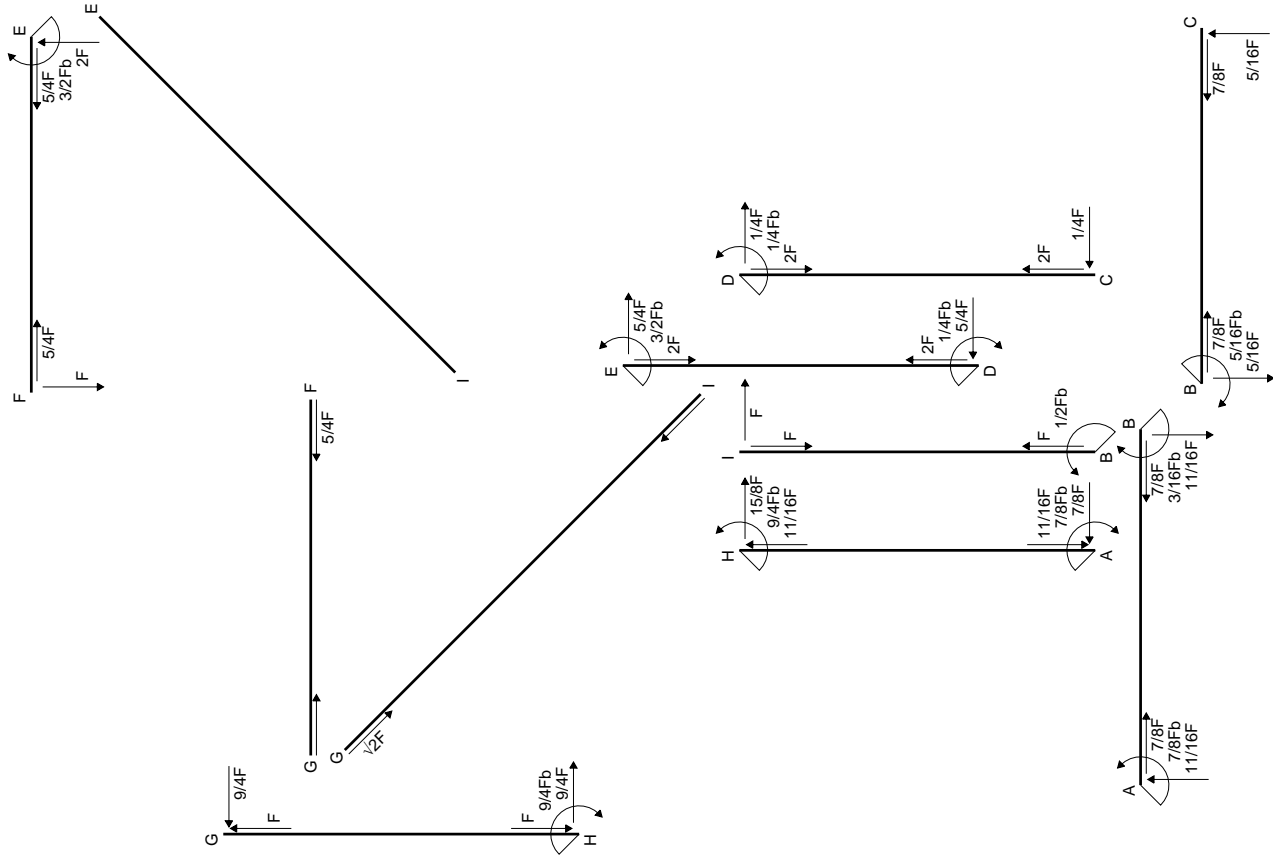 F
5/4F
F
E
5/4F
3/2Fb
2F
E
I
G
F
5/4F
G
√2F
I
G
9/4F
F
F
H
9/4Fb
9/4F
D
1/4F
1/4Fb
2F
2F
1/4F
C
E
5/4F
3/2Fb
2F
2F
1/4Fb
5/4F
D
I
F
F
F
1/2Fb
B
H
15/8F
9/4Fb
11/16F
11/16F
7/8Fb
7/8F
A
A
7/8F
7/8Fb
11/16F
B
7/8F
3/16Fb
11/16F
B
7/8F
5/16Fb
5/16F
C
7/8F
5/16F